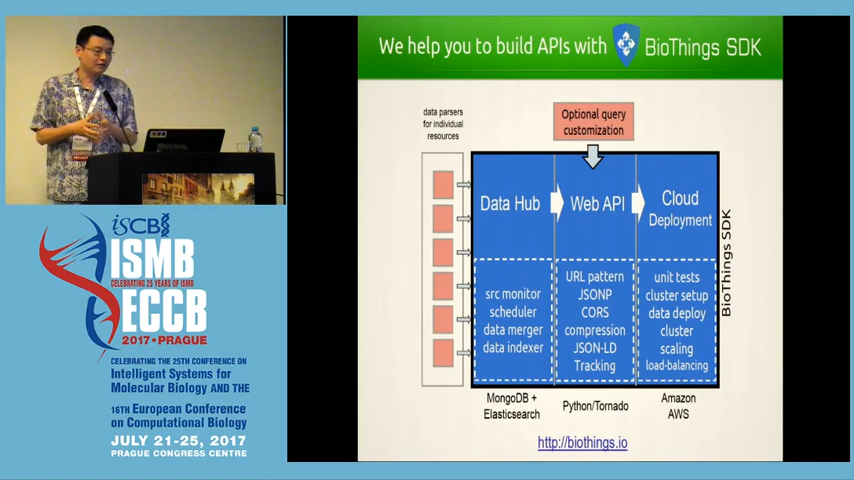 We help you to build APIs with BioThings SDK
data parsers
for individual
resources
Optional query
customization
Data Hub
Web API
Cloud
Deployment
src monitor
scheduler
data merger
data indexer
URL pattern
JSONP
CORS
compression
JSON-LD
Tracking
unit tests
cluster setup
data deploy
cluster
scaling
load-balancing
BioThings SDK
MongoDB +
Elasticsearch
Python/Tornado
Amazon
AWS
http://biothings.io
ISCB
ISMB
CELEBRATING 25 YEARS OF ISMB
ECCB
2017 • PRAGUE
CELEBRATING THE 25TH CONFERENCE ON
Intelligent Systems for
Molecular Biology AND THE
16TH European Conference
on Computational Biology
JULY 21-25, 2017
PRAGUE CONGRESS CENTRE